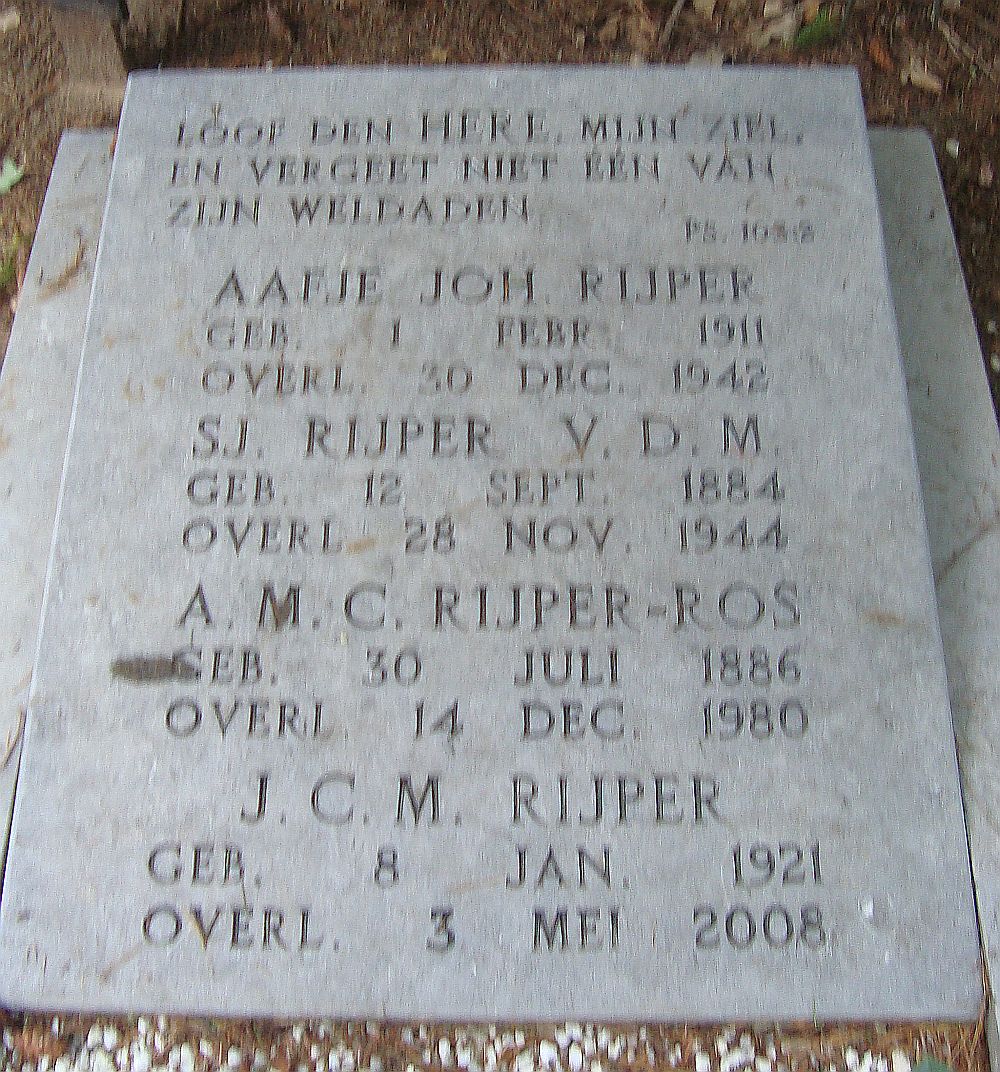 LOOF DEN HERE, MIJN ZIEL,
EN VERGEET NIET EEN VAN
ZIJN WELDADEN
PS. 103:2
AAFJE JOH. RIJPER
GEB. 1 FEBR. 1911
OVERL. 30 DEC. 1942
S.J. RIJPER V. D. M.
GEB. 12 SEPT. 1884
OVERL. 28 NOV. 1944
A. M. C. RIJPER-ROS
GEB. 30 JULI 1886
OVERL. 14 DEC. 1980
J. C. M. RIJPER
GEB. 8 JAN. 1921
OVERL. 3 MEI 2008